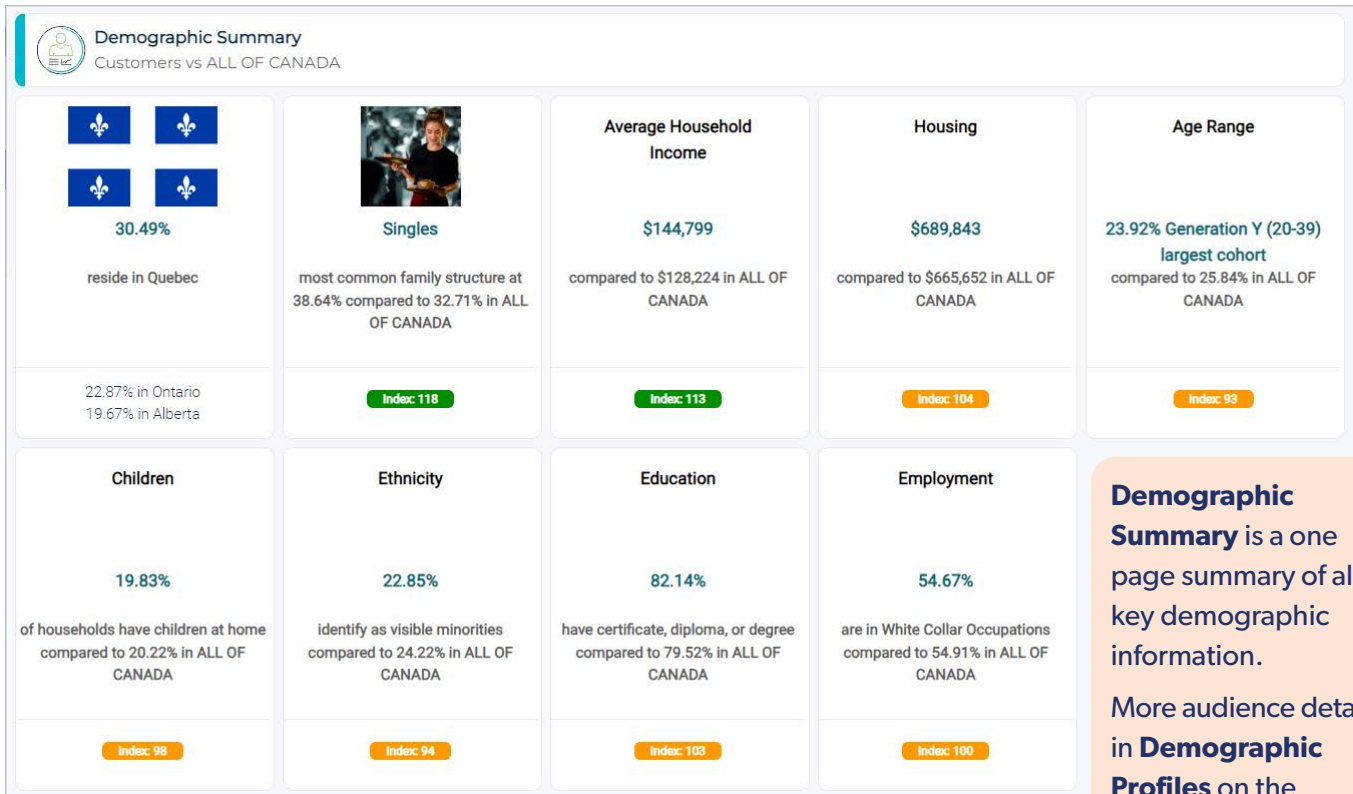 Demographic Summary
Customers vs ALL OF CANADA
30.49%
reside in Quebec
22.87% in Ontario
19.67% in Alberta
Singles
most common family structure at
38.64% compared to 32.71% in ALL
OF CANADA
Index: 118
Average Household
Income
$144,799
compared to $128,224 in ALL OF
CANADA
Index: 113
Housing
$689,843
compared to $665,652 in ALL OF
CANADA
Index: 104
Age Range
23.92% Generation Y (20-39)
largest cohort
compared to 25.84% in ALL OF
CANADA
Index: 93
Children
19.83%
of households have children at home
compared to 20.22% in ALL OF
CANADA
Index: 98
Ethnicity
22.85%
identify as visible minorities
compared to 24.22% in ALL OF
CANADA
Index: 94
Education
82.14%
have certificate, diploma, or degree
compared to 79.52% in ALL OF
CANADA
Index: 103
Employment
54.67%
are in White Collar Occupations
compared to 54.91% in ALL OF
CANADA
Index: 100
Demographic
Summary is a one
page summary of al
key demographic
information.
More audience deta
in Demographic
Profiles on the